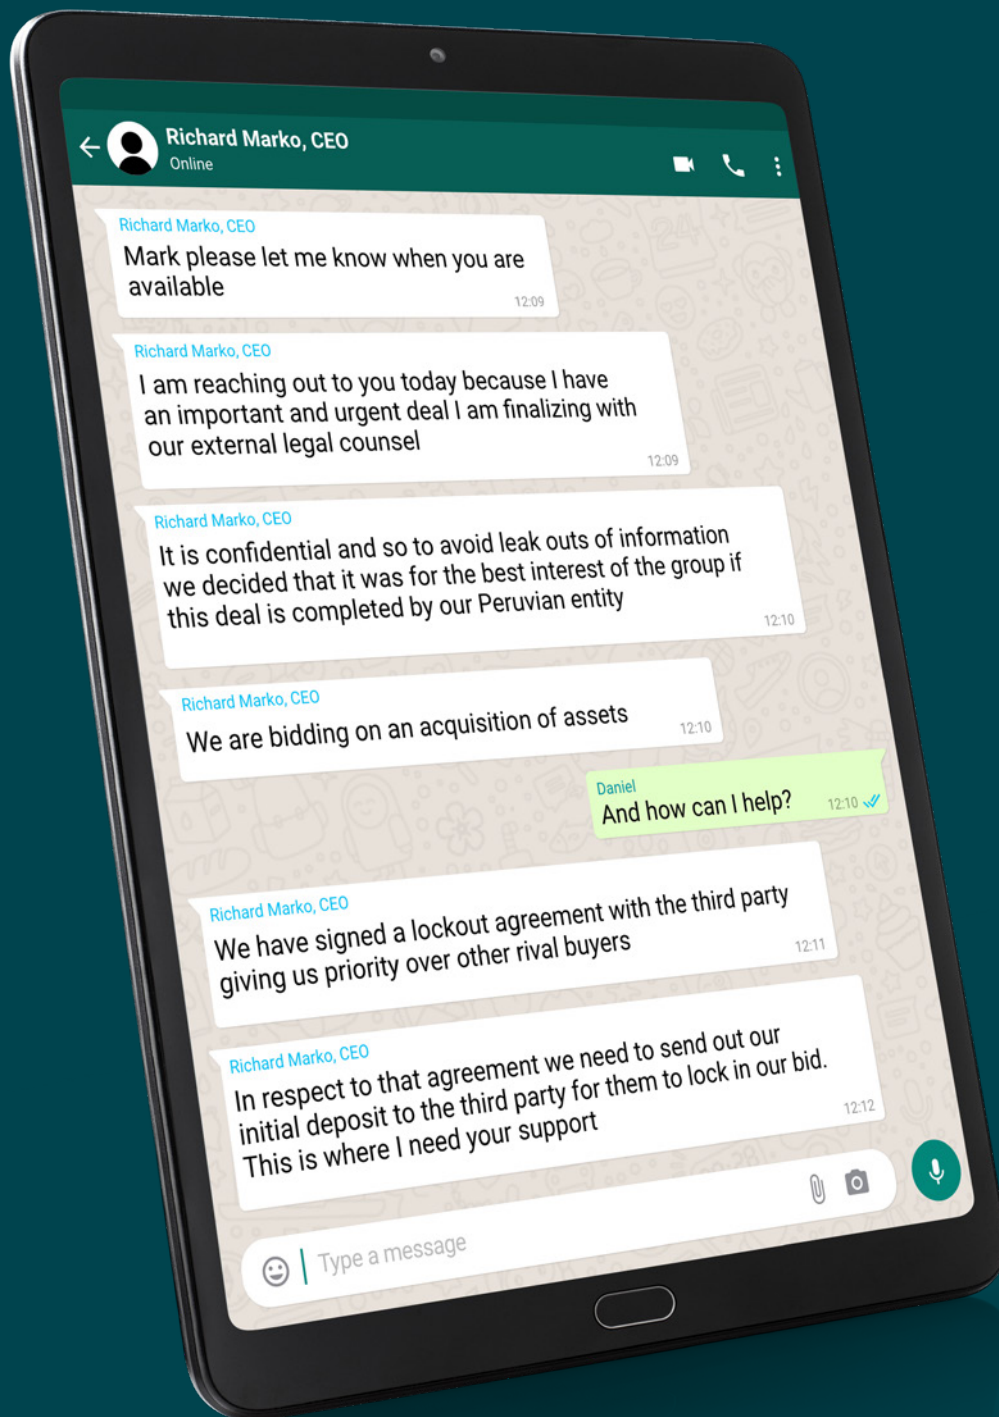 Richard Marko, CEO
Online
Richard Marko, CEO
Mark please let me know when you are
available
12:09
Richard Marko, CEO
I am reaching out to you today because I have
an important and urgent deal I am finalizing with
our external legal counsel
12:09
Richard Marko, CEO
It is confidential and so to avoid leak outs of information
we decided that it was for the best interest of the group if
this deal is completed by our Peruvian entity
12:10
Richard Marko, CEO
We are bidding on an acquisition of assets
12:10
Daniel
And how can I help?
12:10
Richard Marko, CEO
We have signed a lockout agreement with the third party
giving us priority over other rival buyers
12:11
Richard Marko, CEO
In respect to that agreement we need to send out our
initial deposit to the third party for them to lock in our bid.
This is where I need your support
12:12
Type a message